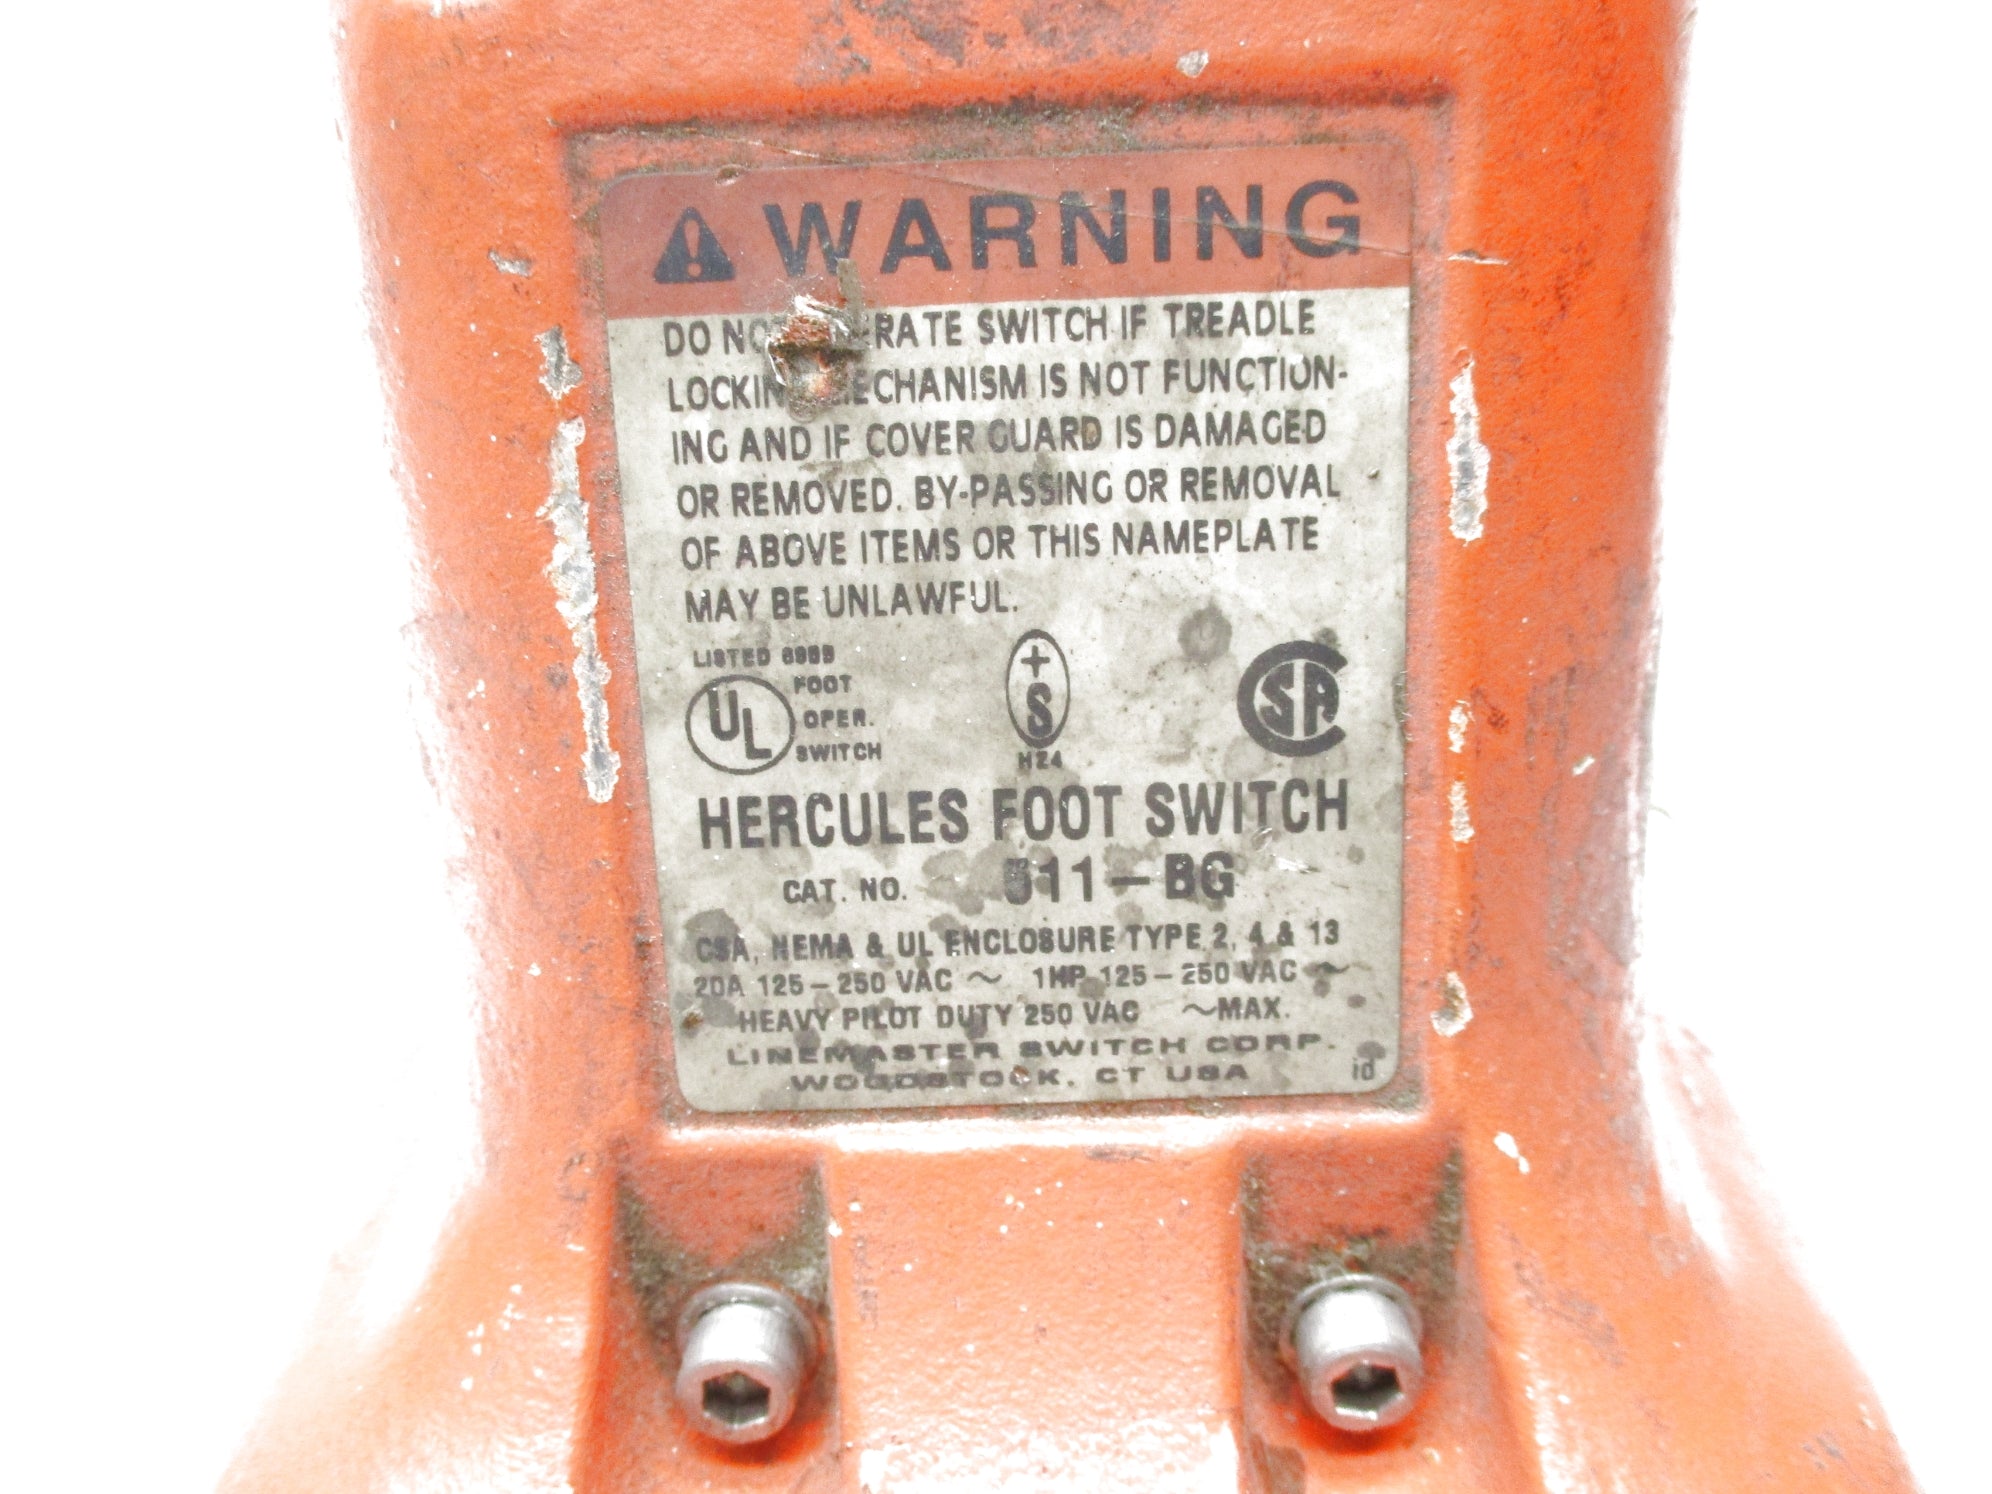 WARNING
DO NOT OPERATE SWITCH IF TREADLE
LOCKING MECHANISM IS NOT FUNCTION-
ING AND IF COVER GUARD IS DAMAGED
OR REMOVED. BY-PASSING OR REMOVAL
OF ABOVE ITEMS OR THIS NAMEPLATE
MAY BE UNLAWFUL.
LISTED
UL
FOOT
OPER.
SWITCH
+
S
HZ4
CSA
HERCULES FOOT SWITCH
CAT. NO. 511-BG
CSA, NEMA & UL ENCLOSURE TYPE 2, 4 & 13
20A 125-250 VAC ~ 1HP 125-250 VAC ~
HEAVY PILOT DUTY 250 VAC ~MAX.
LINEMASTER SWITCH CORP.
WOODSTOCK, CT USA
id